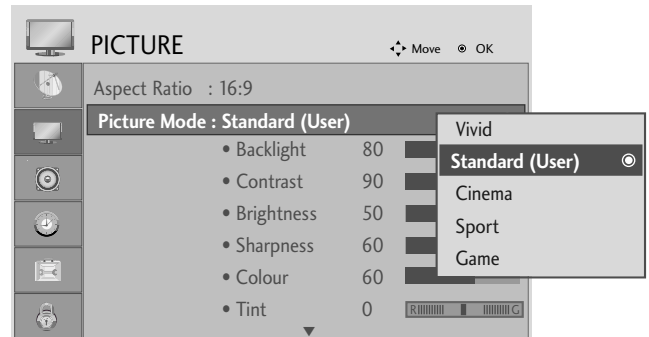 PICTURE
Move OK
Aspect Ratio : 16:9
Picture Mode : Standard (User)
• Backlight 80
• Contrast 90
• Brightness 50
• Sharpness 60
• Colour 60
• Tint 0 R G
Vivid
Standard (User)
Cinema
Sport
Game